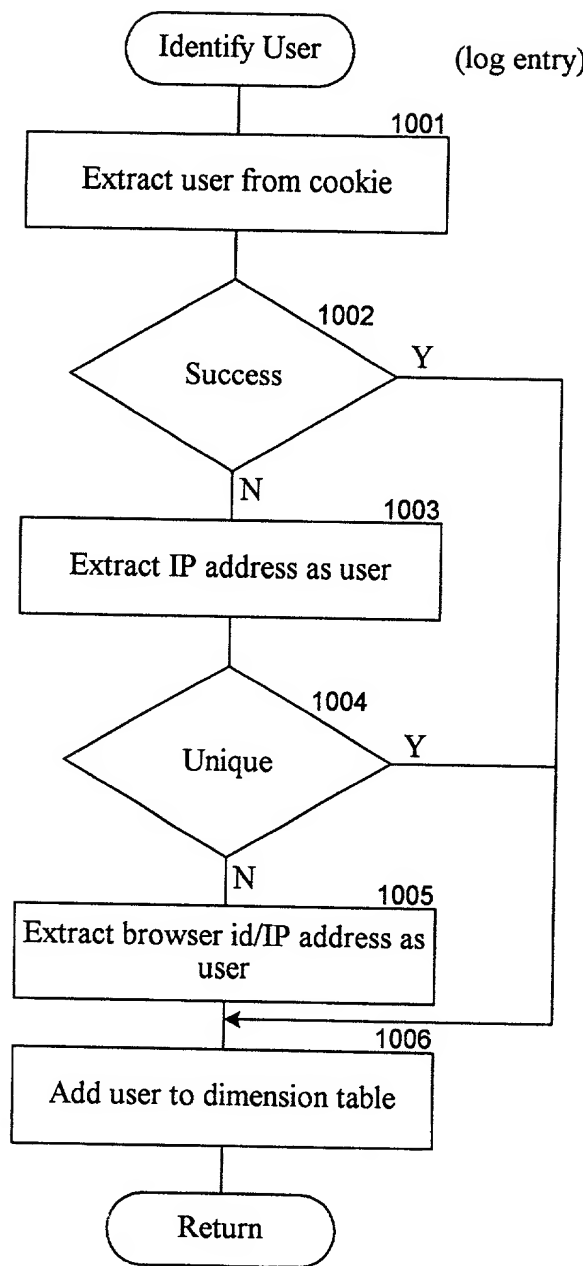 Identify User
(log entry)
1001
Extract user from cookie
1002
Success
Y
N
1003
Extract IP address as user
1004
Unique
Y
N
1005
Extract browser id/IP address as
user
1006
Add user to dimension table
Return